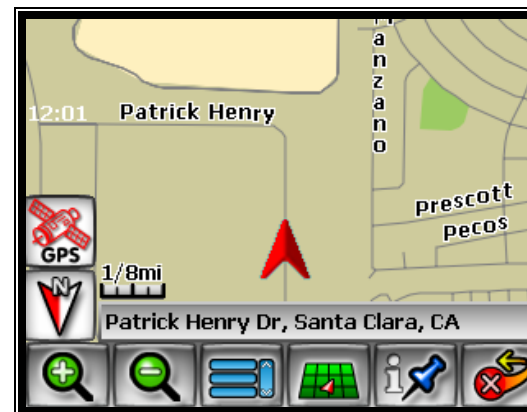 Manzano
12:01
Patrick Henry
Prescott
Pecos
GPS
N
1/8mi
Patrick Henry Dr, Santa Clara, CA
i